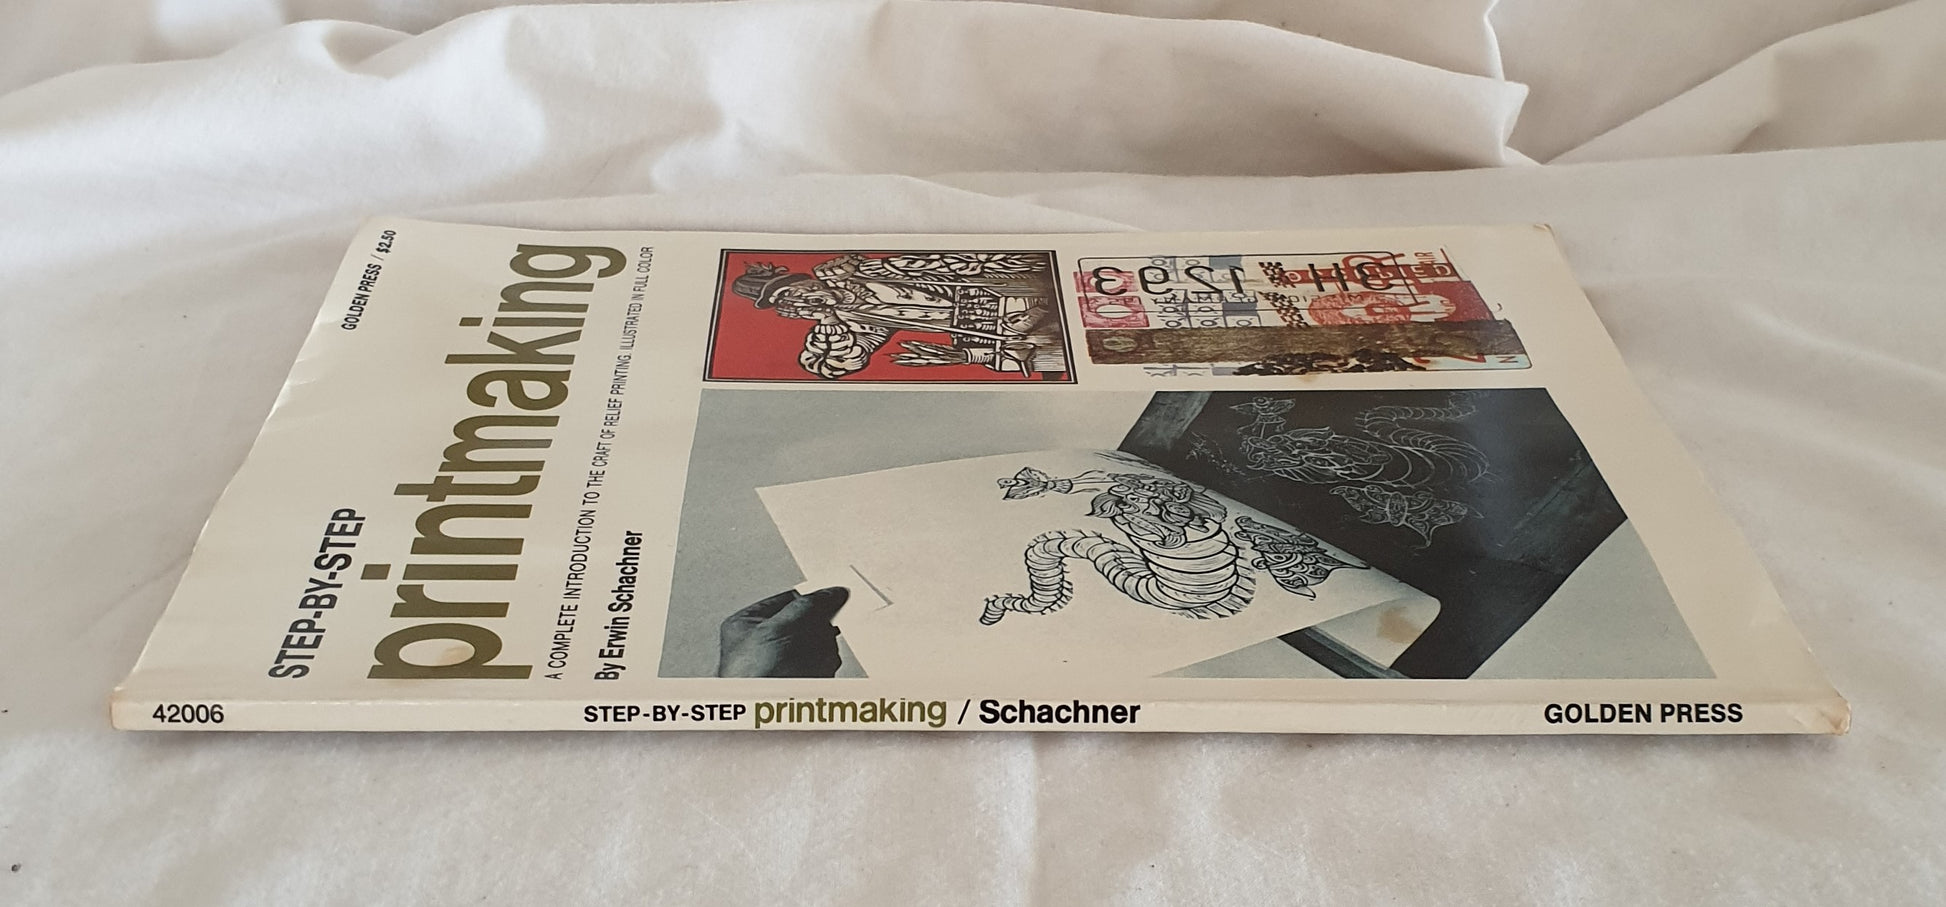 GOLDEN PRESS / $2.50
STEP-BY-STEP
printmaking
A COMPLETE INTRODUCTION TO THE CRAFT OF RELIEF PRINTING. ILLUSTRATED IN FULL COLOR
By Erwin Schachner
42006
STEP-BY-STEP printmaking / Schachner
GOLDEN PRESS